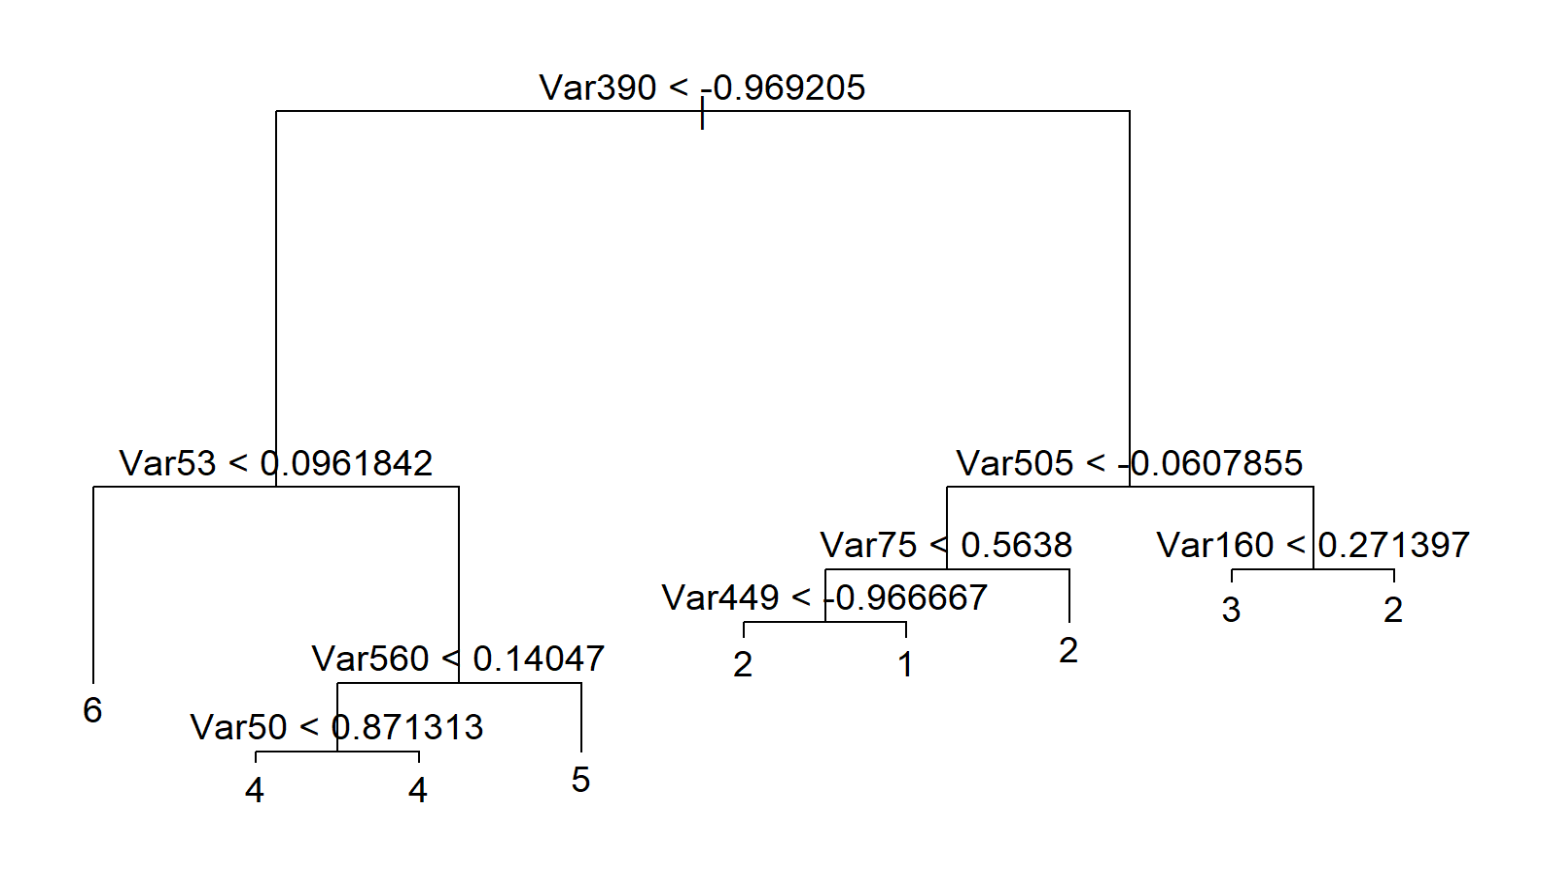 Var390 < -0.969205
Var53 < 0.0961842
Var505 < -0.0607855
Var75 < 0.5638
Var160 < 0.271397
Var449 < -0.966667
3
2
Var560 < 0.14047
2
1
2
6
Var50 < 0.871313
4
4
5